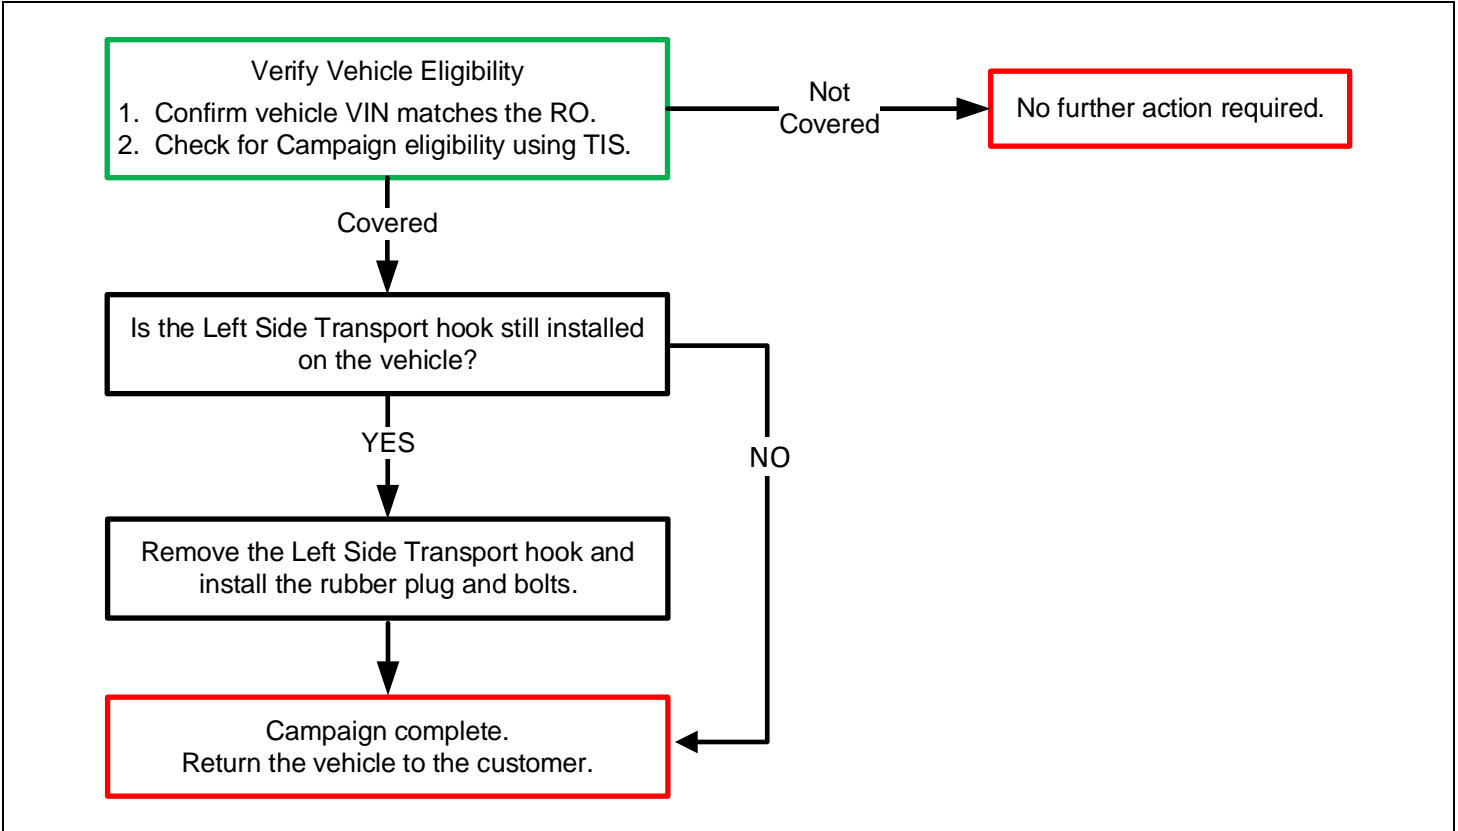 Verify Vehicle Eligibility
1. Confirm vehicle VIN matches the RO.
2. Check for Campaign eligibility using TIS.
Not
Covered
No further action required.
Covered
Is the Left Side Transport hook still installed
on the vehicle?
YES
NO
Remove the Left Side Transport hook and
install the rubber plug and bolts.
Campaign complete.
Return the vehicle to the customer.